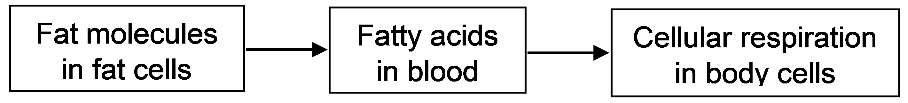 Fat molecules
in fat cells
Fatty acids
in blood
Cellular respiration
in body cells